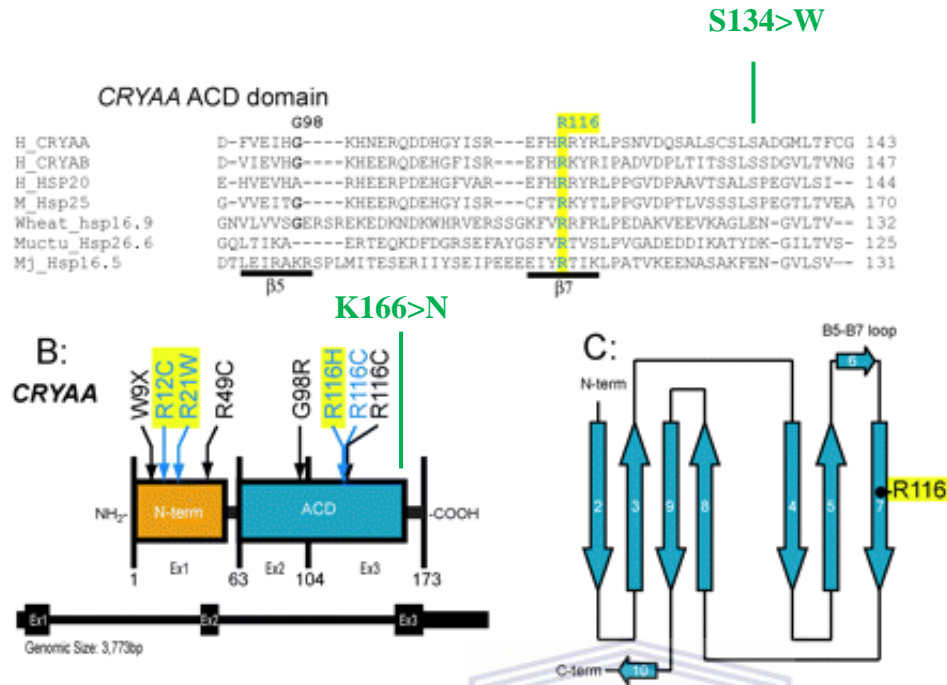 S134>W
CRYAA ACD domain
G98 R116
H_CRYAA D-FVEIHG----KHNERQDDHGYISR---EFHRRYRLPSNVDQSALSCSLSADGMLTFCG 143
H_CRYAB D-VIEVHG----KHEERQDEHGFISR---EFHRKYRIPADVDPLTITSSLSSDGVLTVNG 147
H_HSP20 E-HVEVHA----RHEERPDEHGFVAR---EFHRRYRLPPGVDPAAVTSALSPEGVLSI-- 144
M_Hsp25 G-VVEITG----KHEERQDEHGYISR---CFTRKYTLPPGVDPTLVSSSLSPEGTLTVEA 170
Wheat_hsp16.9 GNVLVVSGERSREKEDKNDKWHRVERSSGKFVRRFRLPEDAKVEEVKAGLEN-GVLTV-- 132
Muctu_Hsp26.6 GQLTIKA-----ERTEQKDFDGRSEFAYGSFVRTVSLPVGADEDDIKATYDK-GILTVS- 125
Mj_Hsp16.5 DTLEIRAKRSPLMITESERIIYSEIPEEEEIYRTIKLPATVKEENASAKFEN-GVLSV-- 131
β5 β7
K166>N
B:
CRYAA
W9X R12C R21W R49C G98R R116H R116C R116C
NH2- N-term ACD -COOH
Ex1 Ex2 Ex3
1 63 104 173
Ex1 Ex2 Ex3
Genomic Size: 3,773bp
C:
B5-B7 loop
6
N-term
R116
2 3 9 8 4 5 7
C-term 10